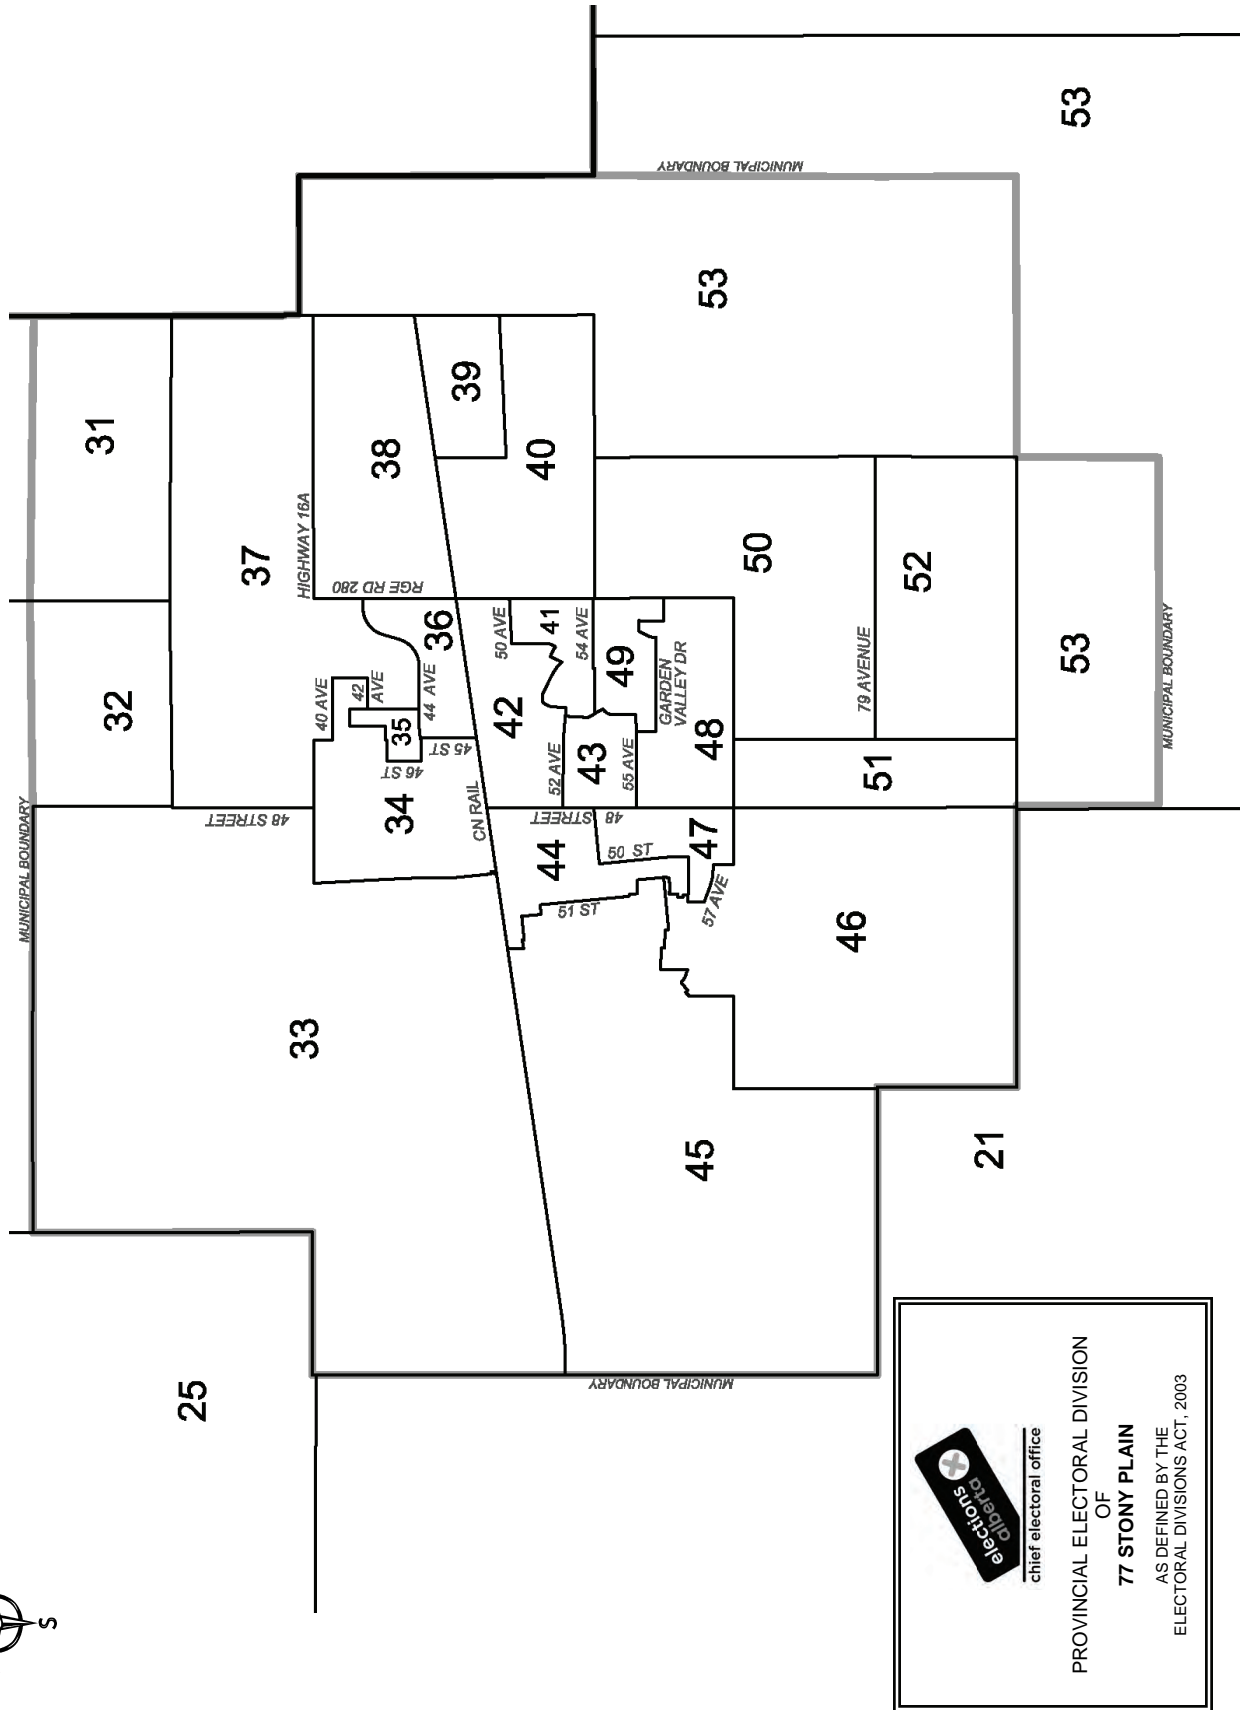 53
MUNICIPAL BOUNDARY
53
31
39
38
40
HIGHWAY 16A
37
RGE RD 280
50
52
32
36
50 AVE
41
54 AVE
49
GARDEN
VALLEY DR
79 AVENUE
53
MUNICIPAL BOUNDARY
40 AVE
42
AVE
44 AVE
35
45 ST
46 ST
42
52 AVE
43
55 AVE
48
51
MUNICIPAL BOUNDARY
48 STREET
34
CN RAIL
48 STREET
44
50 ST
47
51 ST
57 AVE
46
33
45
21
25
MUNICIPAL BOUNDARY
S
elections
alberta
chief electoral office
PROVINCIAL ELECTORAL DIVISION
OF
77 STONY PLAIN
AS DEFINED BY THE
ELECTORAL DIVISIONS ACT, 2003